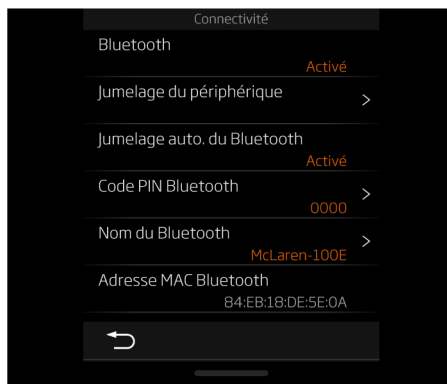 Connectivité
Bluetooth
Activé
Jumelage du périphérique
Jumelage auto. du Bluetooth
Activé
Code PIN Bluetooth
0000
Nom du Bluetooth
McLaren-100E
Adresse MAC Bluetooth
84:EB:18:DE:5E:0A